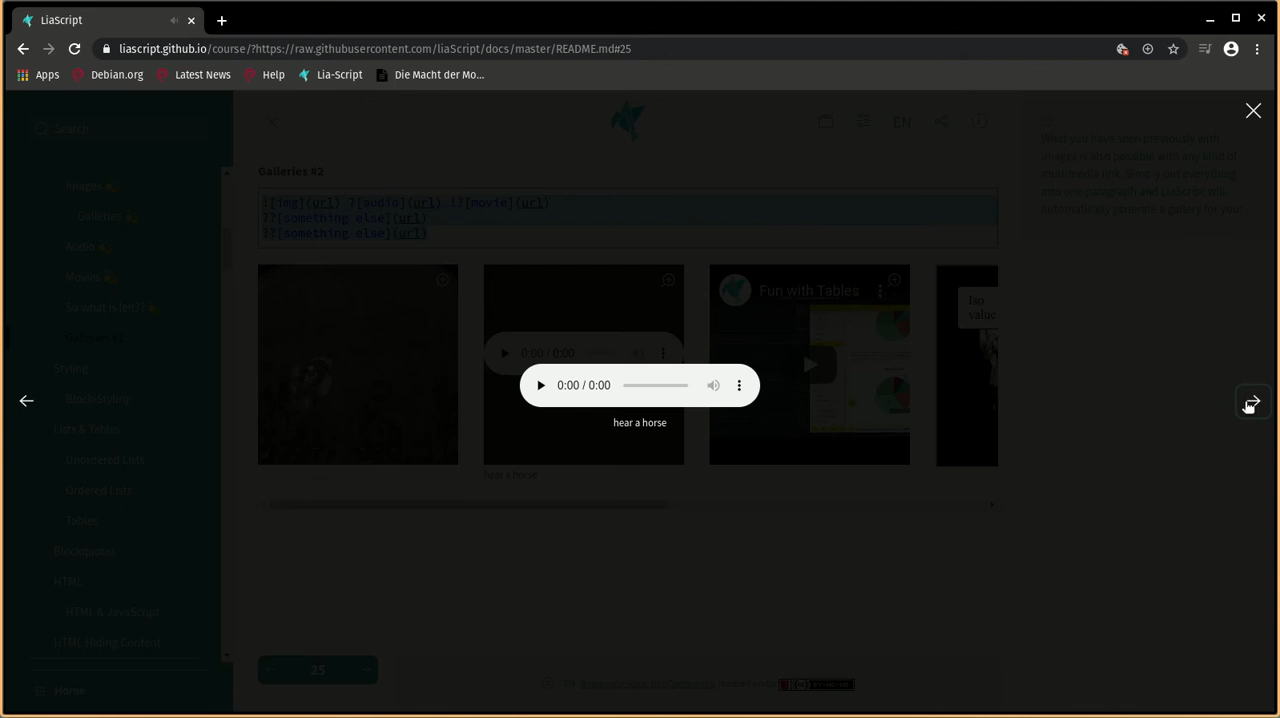 LiaScript
liascript.github.io/course/?https://raw.githubusercontent.com/liaScript/docs/master/README.md#25
Apps
Debian.org
Latest News
Help
Lia-Script
Die Macht der Mo...
Search
EN
Images
Galleries
Audio
Movies
So what is left??
Galleries #2
Styling
Block-Styling
Lists & Tables
Unordered Lists
Ordered Lists
Tables
Blockquotes
HTML
HTML & JavaScript
HTML Hiding Content
Home
Galleries #2
![img](url) ?[audio](url) !?[movie](url)
??[something else](url)
??[something else](url)
0:00 / 0:00
Fun with Tables
Iso
value
0:00 / 0:00
hear a horse
hear a horse
25
What you have seen previously with
images is also possible with any kind of
multimedia link. Simply put everything
into one paragraph and LiaScript will
automatically generate a gallery for you!